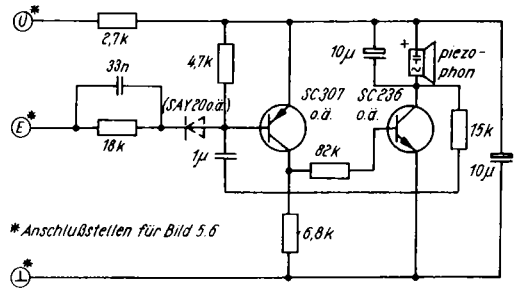 U *
2,7k
33n
4,7k
10µ
+
piezo-
phon
(SAY20o.ä.)
SC307
o.ä.
SC236
o.ä.
E *
18k
1µ
82k
15k
10µ
6,8k
* Anschlußstellen für Bild 5.6
⊥ *